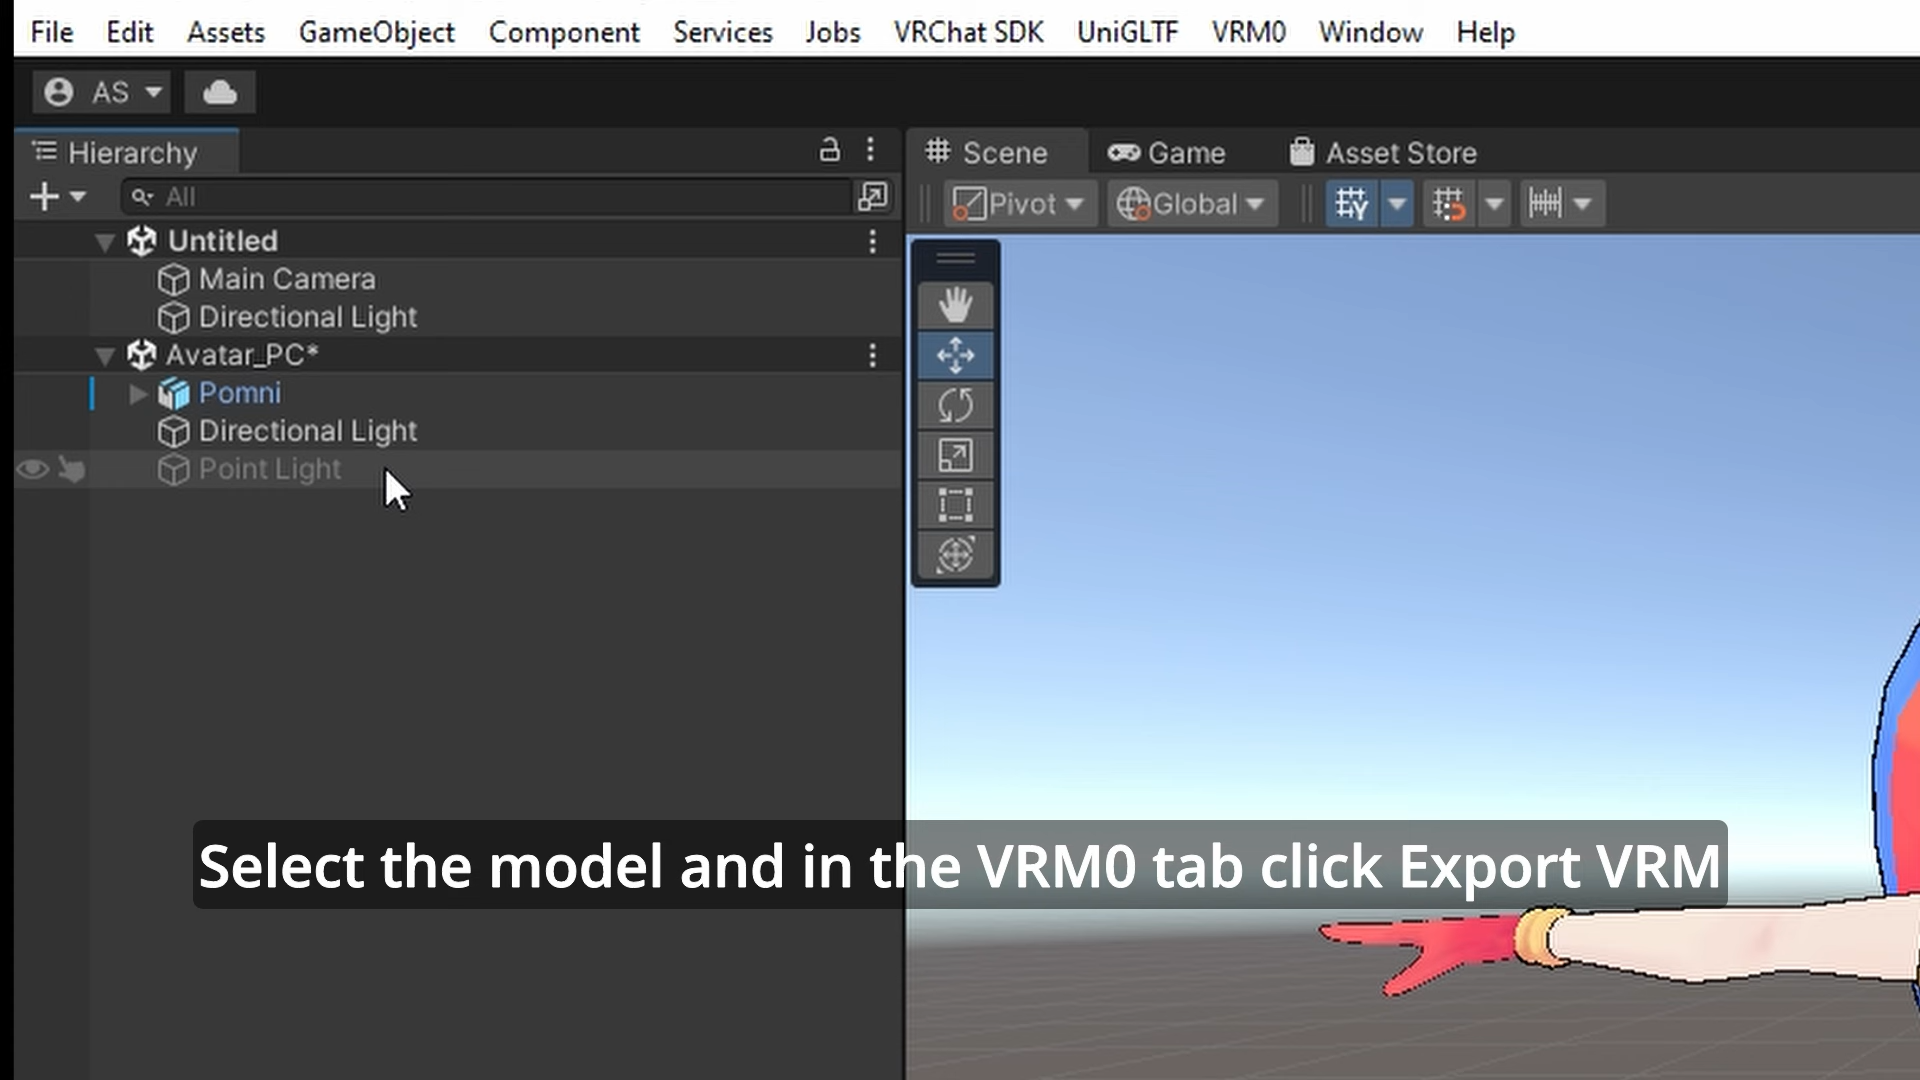 File Edit Assets GameObject Component Services Jobs VRChat SDK UniGLTF VRM0 Window Help
AS
Hierarchy
Scene Game Asset Store
All
Pivot Global
Untitled
Main Camera
Directional Light
Avatar_PC*
Pomni
Directional Light
Point Light
Select the model and in the VRM0 tab click Export VRM